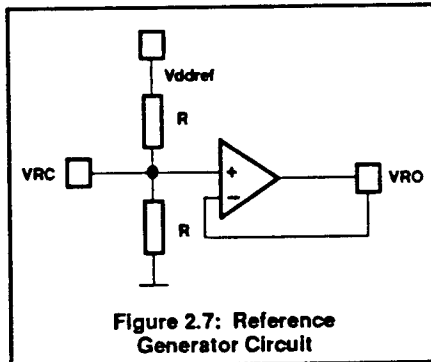 Vddref
R
VRC
+
−
VRO
R
Figure 2.7: Reference
Generator Circuit